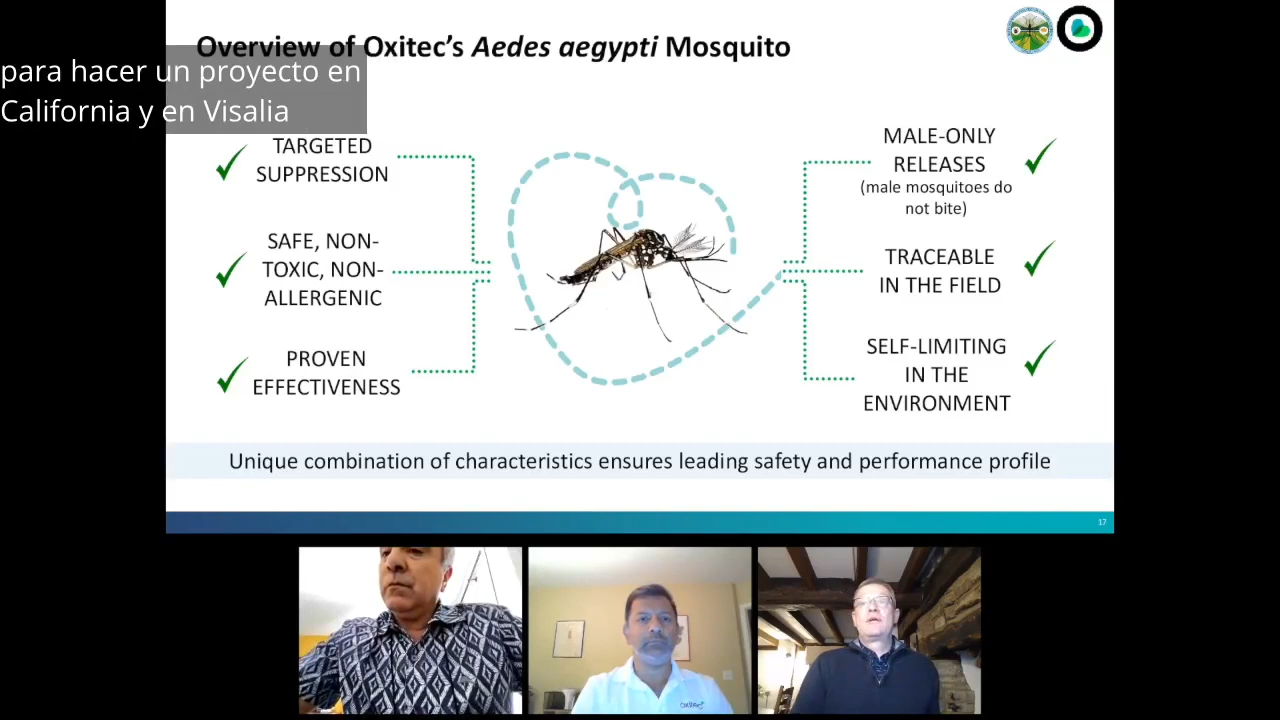 Overview of Oxitec's Aedes aegypti Mosquito
para hacer un proyecto en
California y en Visalia
TARGETED
SUPPRESSION
SAFE, NON-
TOXIC, NON-
ALLERGENIC
PROVEN
EFFECTIVENESS
MALE-ONLY
RELEASES
(male mosquitoes do
not bite)
TRACEABLE
IN THE FIELD
SELF-LIMITING
IN THE
ENVIRONMENT
Unique combination of characteristics ensures leading safety and performance profile
17